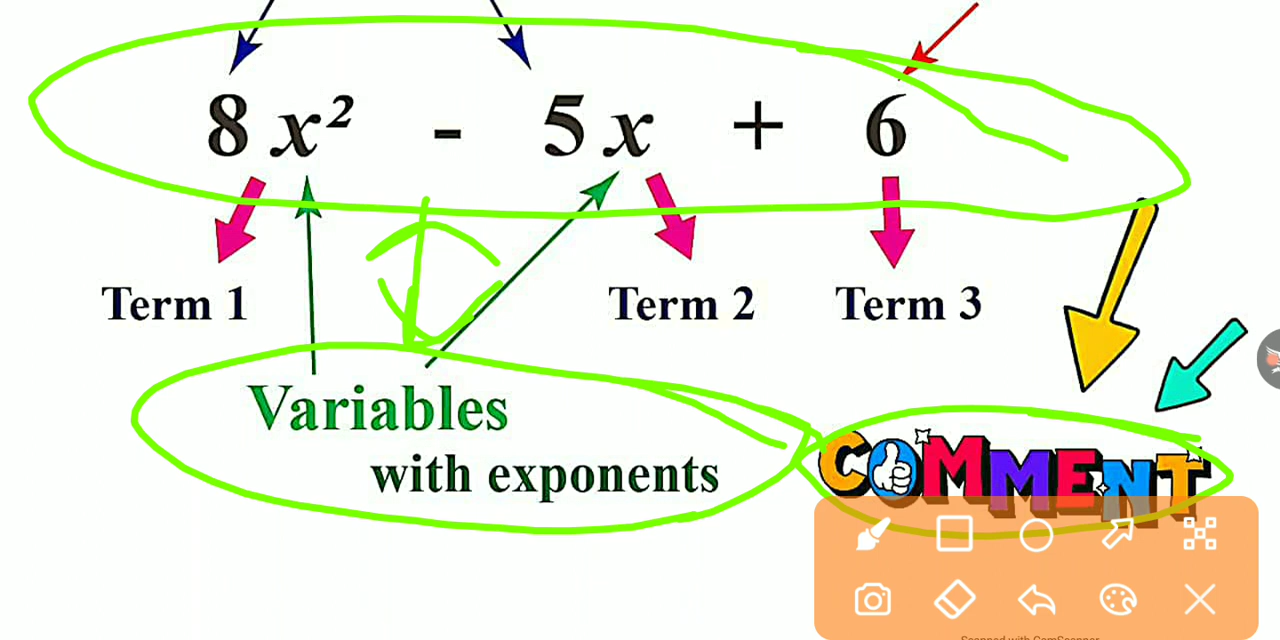 8x² - 5x + 6
Term 1 Term 2 Term 3
Variables
with exponents
COMMENT